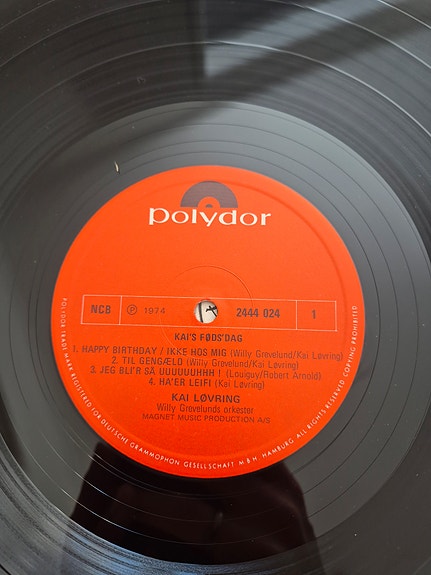 polydor
NCB ℗ 1974 2444 024 1
KAI'S FØDS'DAG
1. HAPPY BIRTHDAY / IKKE HOS MIG (Willy Grevelund/Kai Løvring)
2. TIL GENGÆLD (Willy Grevelund/Kai Løvring)
3. JEG BLI'R SÅ UUUUUUHHH ! (Louiguy/Robert Arnold)
4. HA'ER LEIFI (Kai Løvring)
KAI LØVRING
Willy Grevelunds orkester
MAGNET MUSIC PRODUCTION A/S
POLYDOR-TRADE MARK REGISTERED FOR DEUTSCHE GRAMMOPHON GESELLSCHAFT M·B·H· HAMBURG ALL RIGHTS RESERVED COPYING PROHIBITED